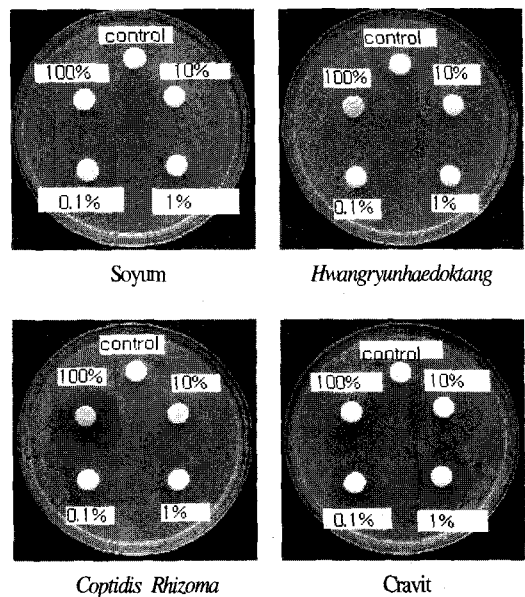 control
100% 10%
0.1% 1%
Soyum
control
100% 10%
0.1% 1%
Hwangryunhaedoktang
control
100% 10%
0.1% 1%
Coptidis Rhizoma
control
100% 10%
0.1% 1%
Cravit